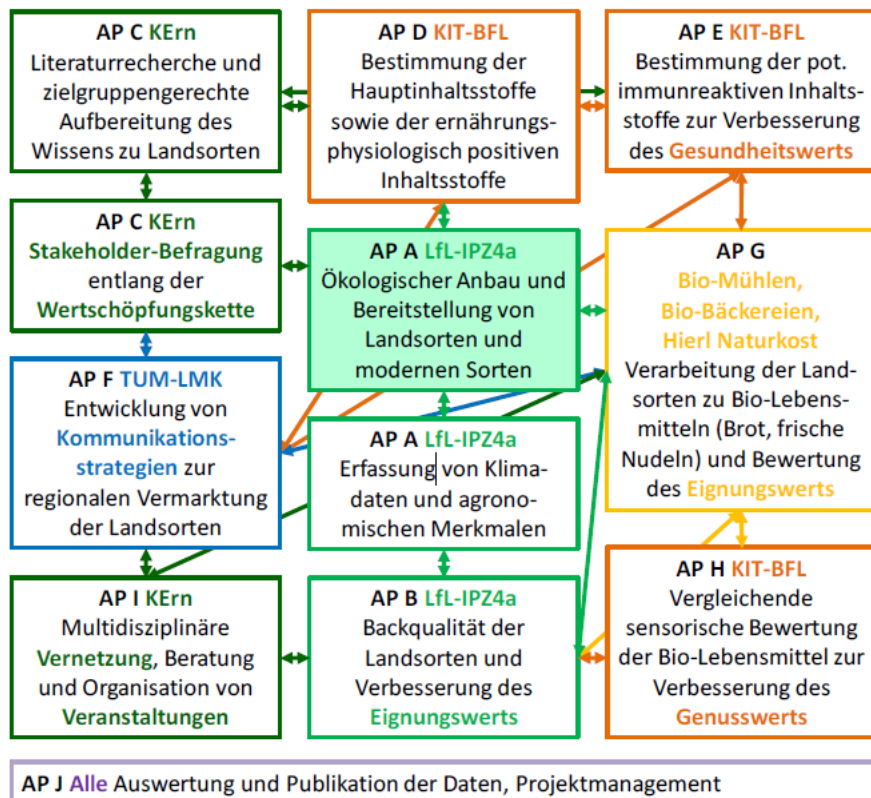 AP C KErn
Literaturrecherche und
zielgruppengerechte
Aufbereitung des
Wissens zu Landsorten
AP D KIT-BFL
Bestimmung der
Hauptinhaltsstoffe
sowie der ernährungs-
physiologisch positiven
Inhaltsstoffe
AP E KIT-BFL
Bestimmung der pot.
immunreaktiven Inhalts-
stoffe zur Verbesserung
des Gesundheitswerts
AP C KErn
Stakeholder-Befragung
entlang der
Wertschöpfungskette
AP A LfL-IPZ4a
Ökologischer Anbau und
Bereitstellung von
Landsorten und
modernen Sorten
AP G
Bio-Mühlen,
Bio-Bäckereien,
Hierl Naturkost
Verarbeitung der Land-
sorten zu Bio-Lebens-
mitteln (Brot, frische
Nudeln) und Bewertung
des Eignungswerts
AP F TUM-LMK
Entwicklung von
Kommunikations-
strategien zur
regionalen Vermarktung
der Landsorten
AP A LfL-IPZ4a
Erfassung von Klima-
daten und agrono-
mischen Merkmalen
AP I KErn
Multidisziplinäre
Vernetzung, Beratung
und Organisation von
Veranstaltungen
AP B LfL-IPZ4a
Backqualität der
Landsorten und
Verbesserung des
Eignungswerts
AP H KIT-BFL
Vergleichende
sensorische Bewertung
der Bio-Lebensmittel zur
Verbesserung des
Genusswerts
AP J Alle Auswertung und Publikation der Daten, Projektmanagement